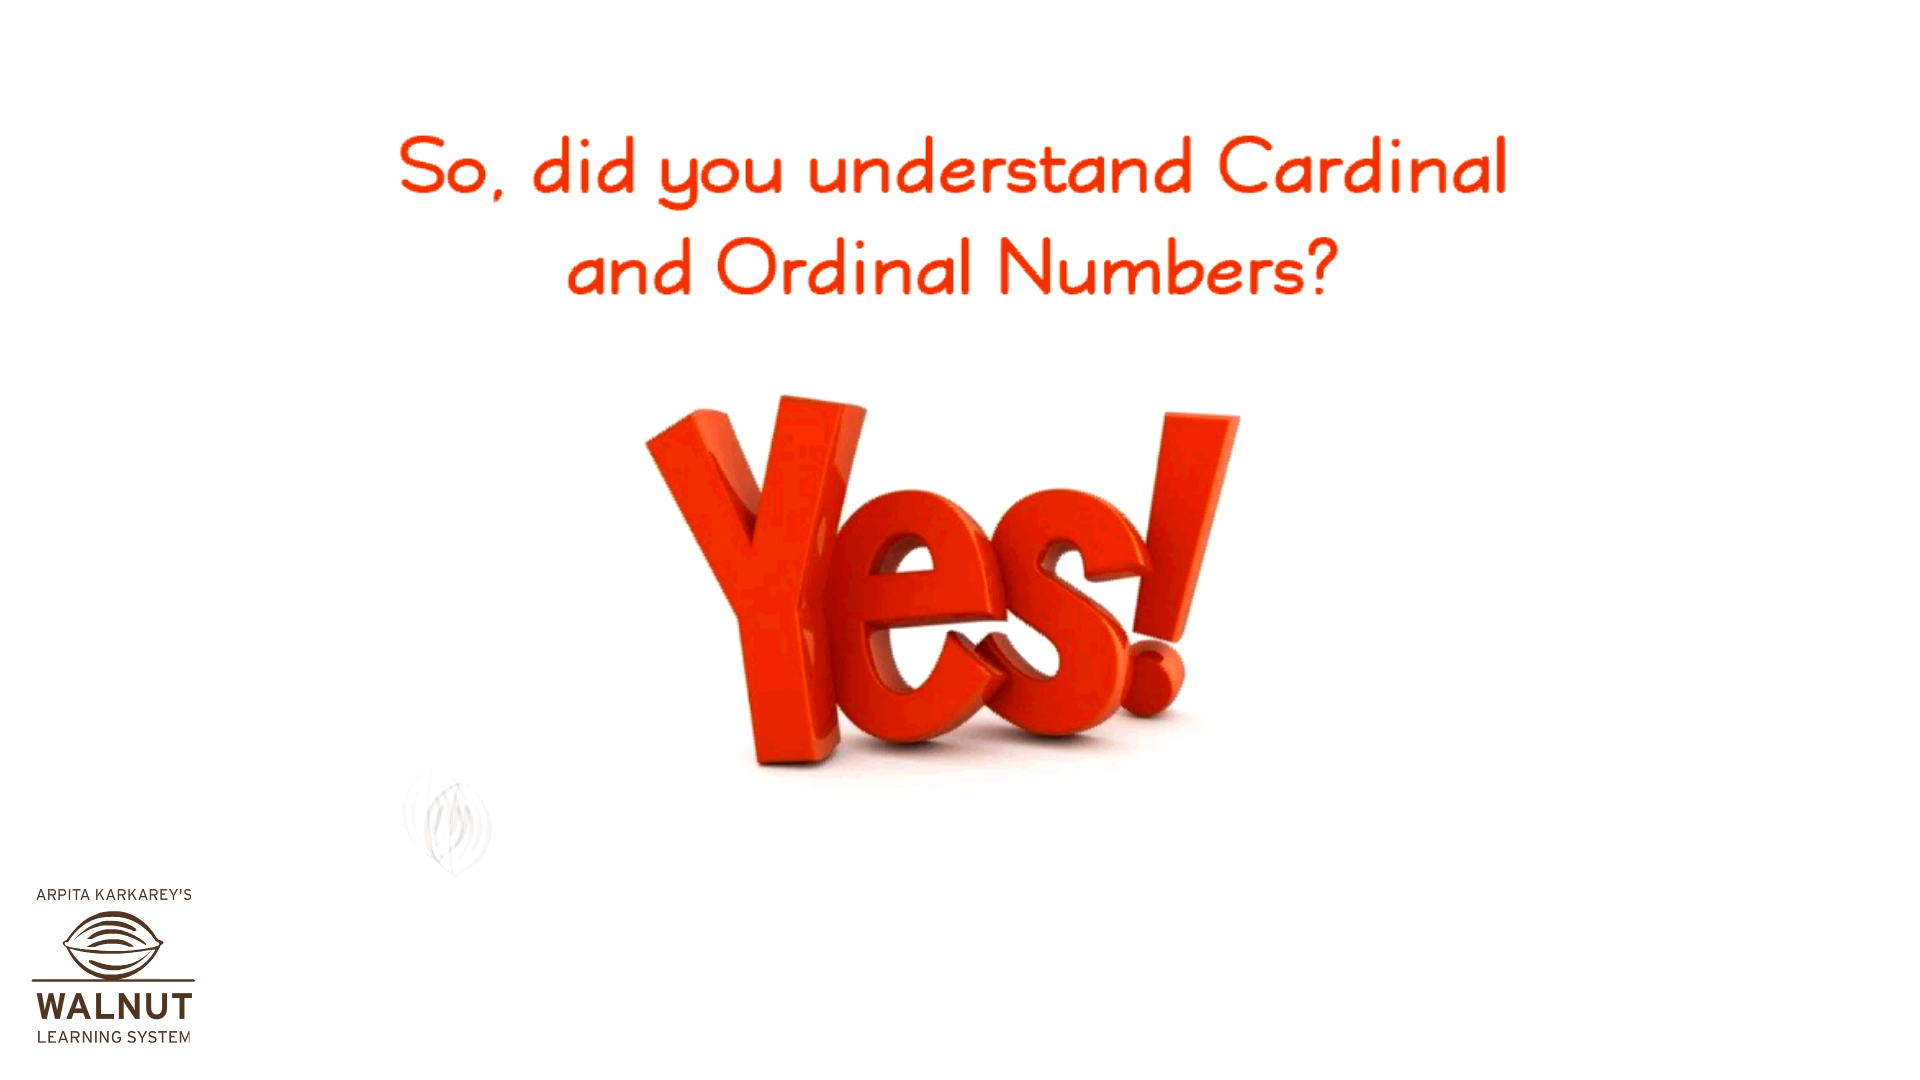 So, did you understand Cardinal
and Ordinal Numbers?
Yes!
ARPITA KARKAREY'S
WALNUT
LEARNING SYSTEM